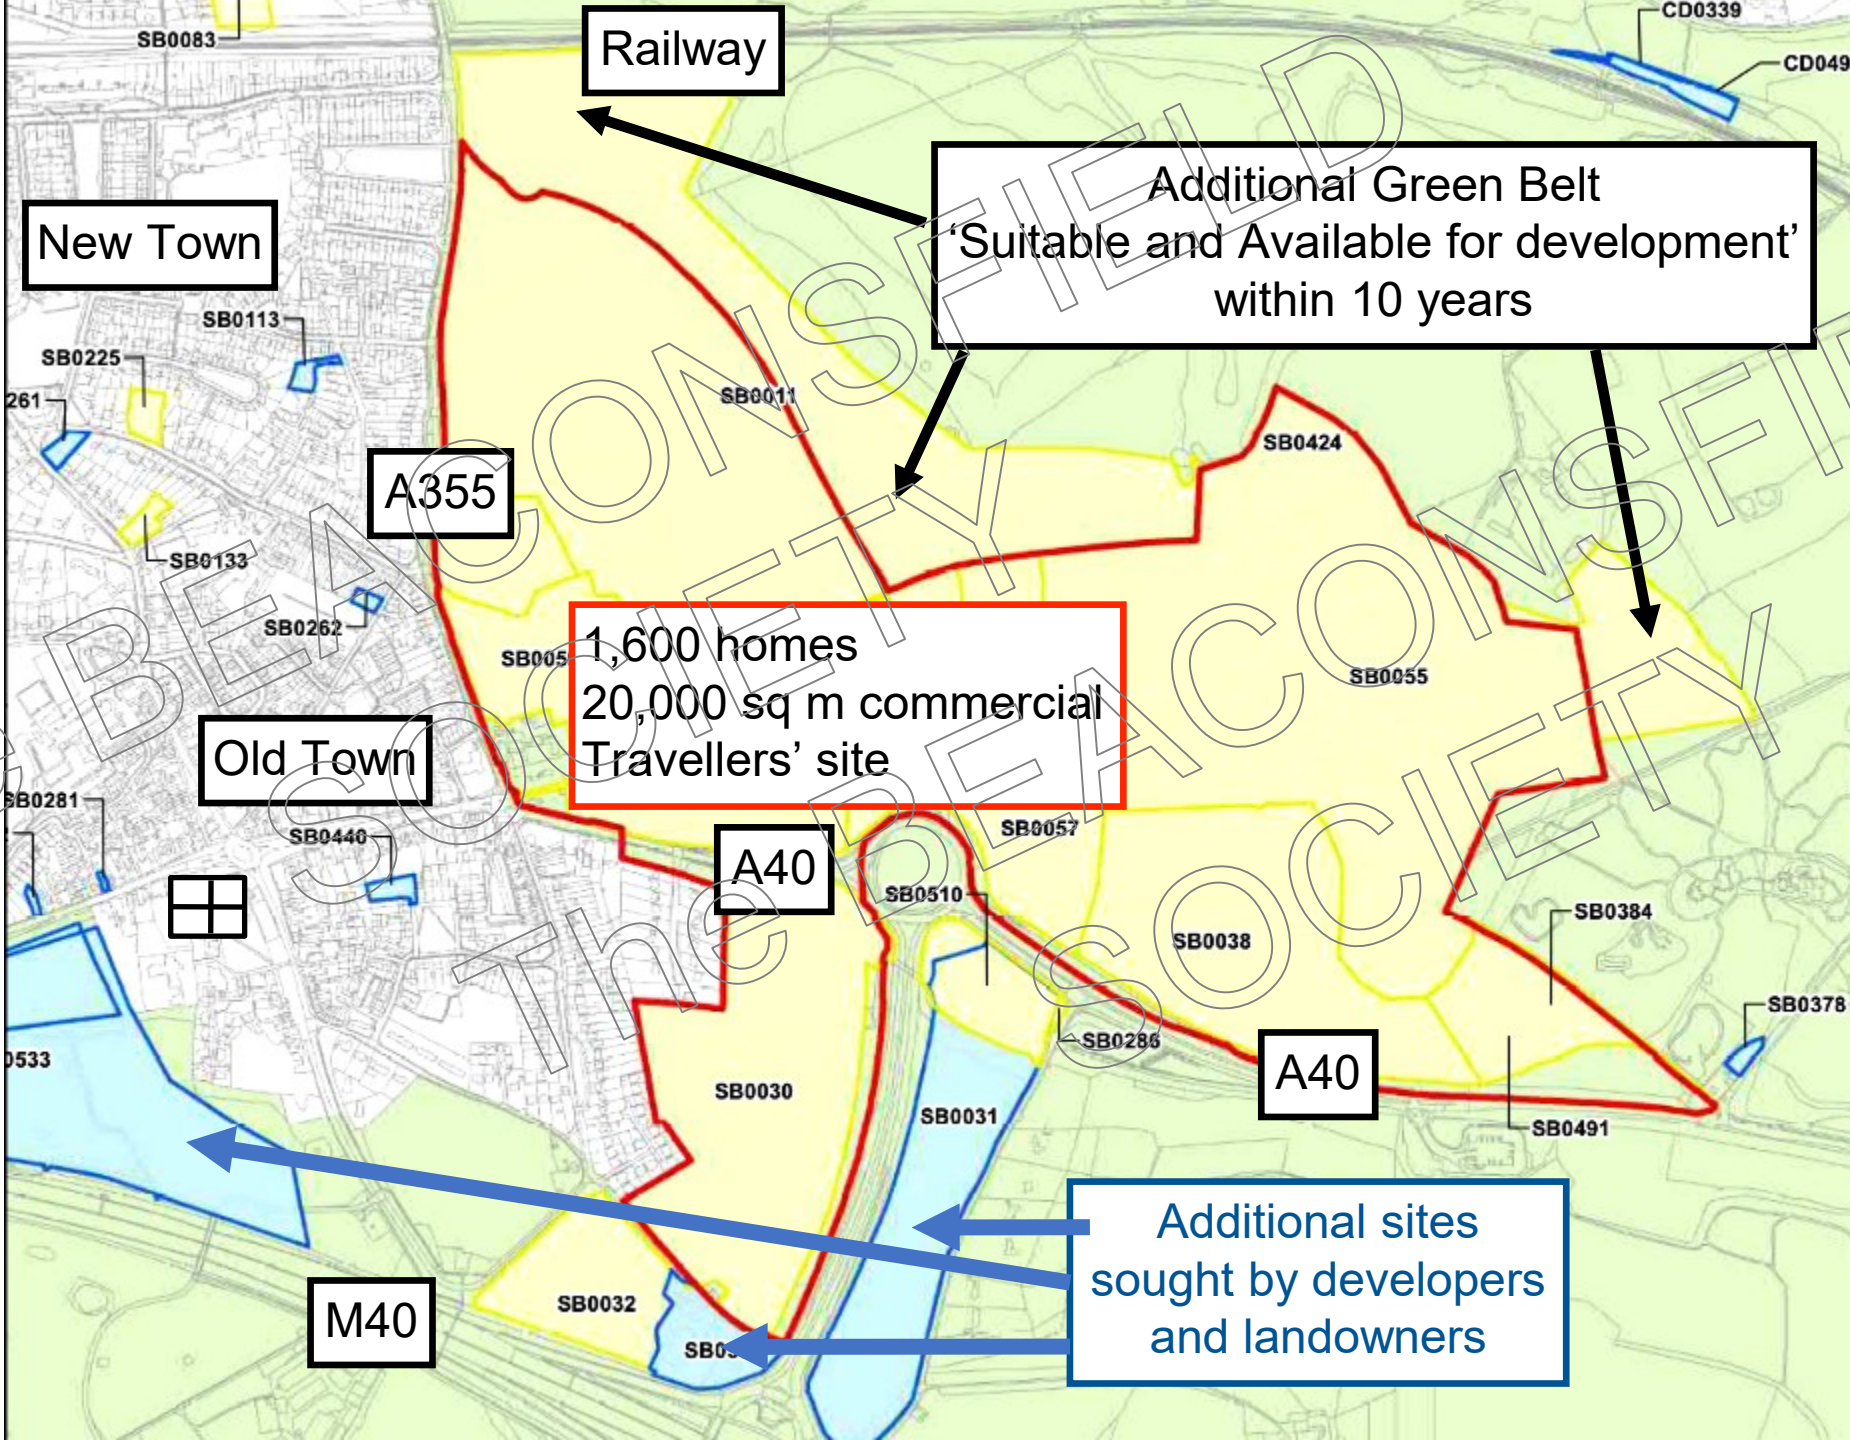 CD0339
SB0083
Railway
CD049
Additional Green Belt
‘Suitable and Available for development’
within 10 years
New Town
SB0113
SB0225
261
SB0011
SB0424
A355
SB0133
SB0262
SB005
1,600 homes
20,000 sq m commercial
Travellers’ site
SB0055
Old Town
SB0281
SB0440
A40
SB0057
SB0510
SB0384
SB0038
SB0378
SB0286
0533
A40
SB0030
SB0031
SB0491
Additional sites
sought by developers
and landowners
SB0032
M40
SB03
The BEACONSFIELD
SOCIETY
BEACONSFIELD
SOCIETY